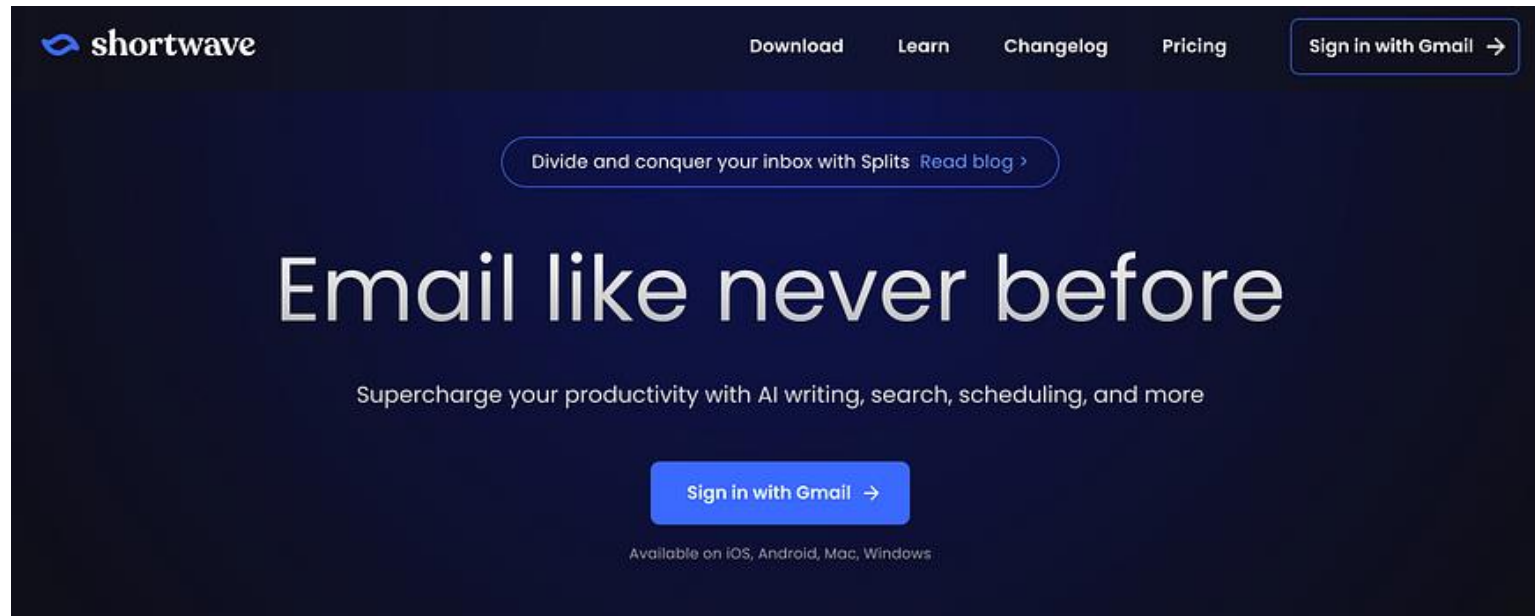 shortwave
Download Learn Changelog Pricing Sign in with Gmail →
Divide and conquer your inbox with Splits Read blog ›
Email like never before
Supercharge your productivity with AI writing, search, scheduling, and more
Sign in with Gmail →
Available on iOS, Android, Mac, Windows